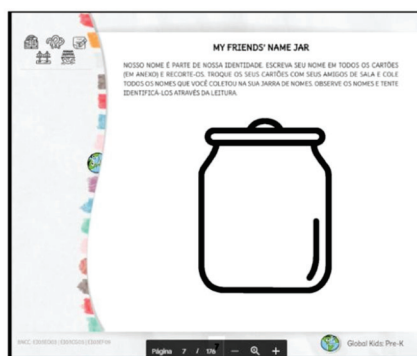 MY FRIENDS' NAME JAR
NOSSO NOME É PARTE DE NOSSA IDENTIDADE. ESCREVA SEU NOME EM TODOS OS CARTÕES
(EM ANEXO) E RECORTE-OS. TROQUE OS SEUS CARTÕES COM SEUS AMIGOS DE SALA E COLE
TODOS OS NOMES QUE VOCÊ COLETOU NA SUA JARRA DE NOMES. OBSERVE OS NOMES E TENTE
IDENTIFICÁ-LOS ATRAVÉS DA LEITURA.
7
Página 7 / 176
Global Kids: Pre-K